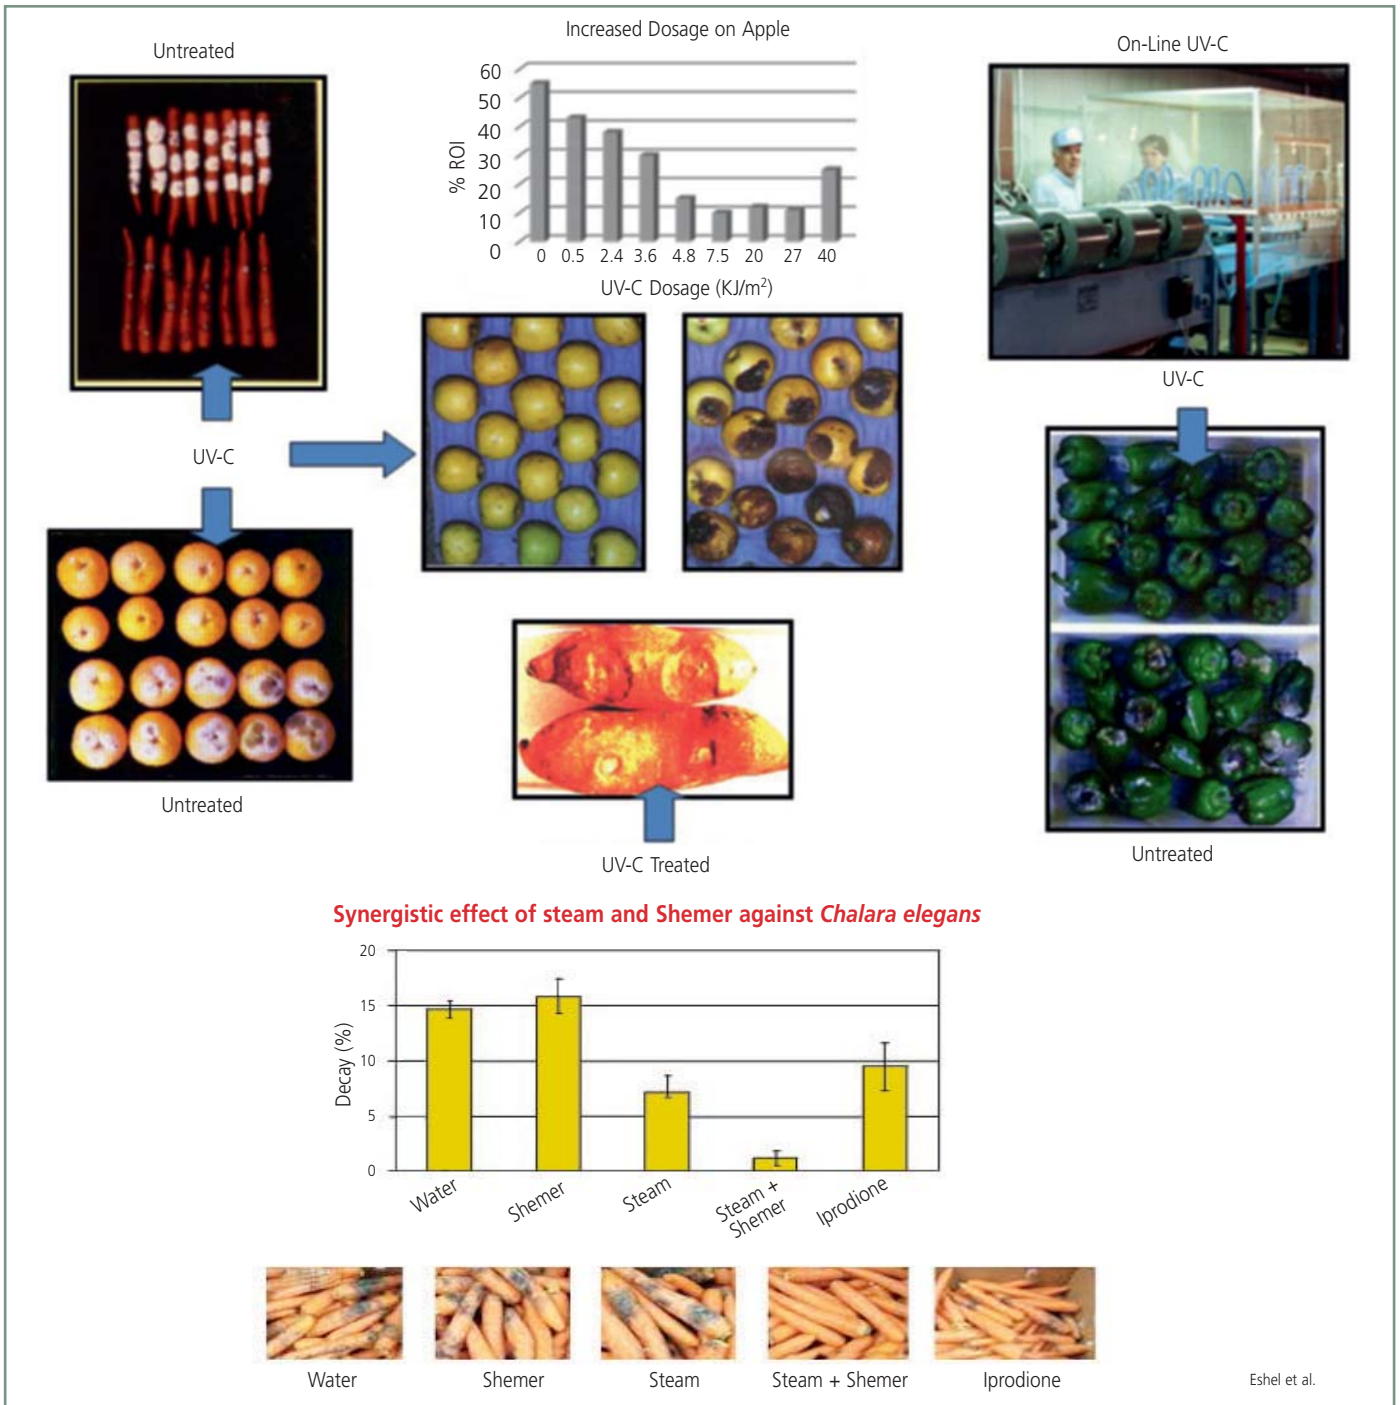 Untreated
Increased Dosage on Apple
On-Line UV-C
60
50
40
30
20
10
0
% ROI
0 0.5 2.4 3.6 4.8 7.5 20 27 40
UV-C Dosage (KJ/m²)
UV-C
UV-C
Untreated
UV-C Treated
Untreated
Synergistic effect of steam and Shemer against Chalara elegans
20
15
10
5
0
Decay (%)
Water
Shemer
Steam
Steam +
Shemer
Iprodione
Water Shemer Steam Steam + Shemer Iprodione
Eshel et al.